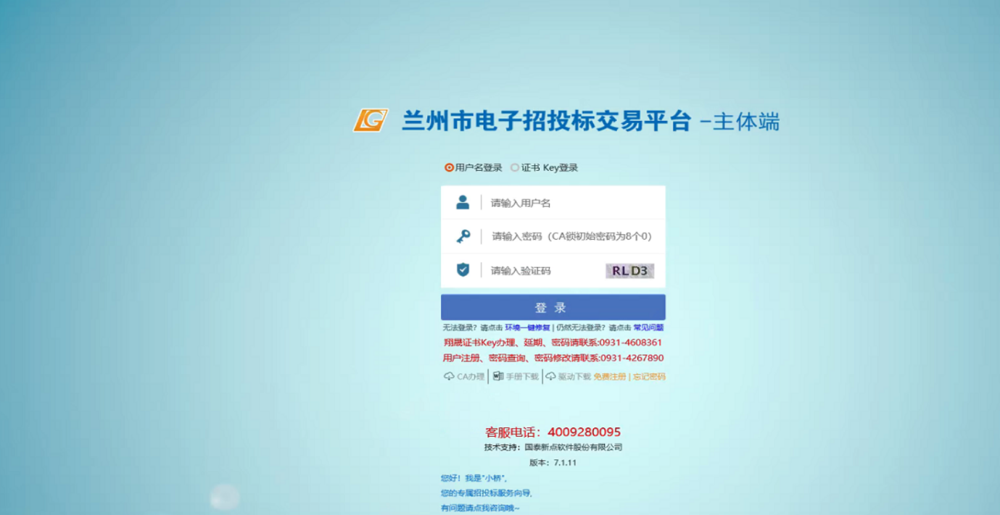 LG 兰州市电子招投标交易平台 -主体端
用户名登录 证书 Key登录
请输入用户名
请输入密码（CA锁初始密码为8个0）
请输入验证码 RLD3
登 录
无法登录？请点击 环境一键修复 | 仍然无法登录？请点击 常见问题
翔晟证书Key办理、延期、密码请联系:0931-4608361
用户注册、密码查询、密码修改请联系:0931-4267890
CA办理 | 手册下载 | 驱动下载 免费注册 | 忘记密码
客服电话：4009280095
技术支持：国泰新点软件股份有限公司
版本：7.1.11
您好！我是"小桥",
您的专属招投标服务向导,
有问题请点我咨询哦~